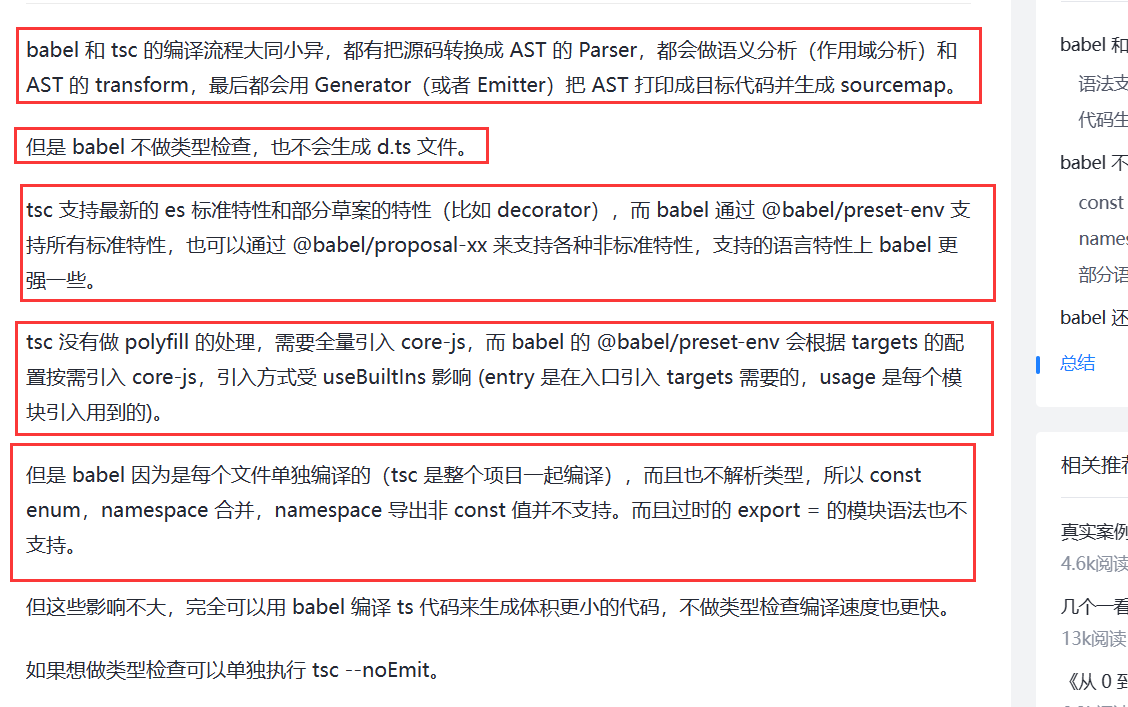 babel 和 tsc 的编译流程大同小异，都有把源码转换成 AST 的 Parser，都会做语义分析（作用域分析）和
AST 的 transform，最后都会用 Generator（或者 Emitter）把 AST 打印成目标代码并生成 sourcemap。
但是 babel 不做类型检查，也不会生成 d.ts 文件。
tsc 支持最新的 es 标准特性和部分草案的特性（比如 decorator），而 babel 通过 @babel/preset-env 支
持所有标准特性，也可以通过 @babel/proposal-xx 来支持各种非标准特性，支持的语言特性上 babel 更
强一些。
tsc 没有做 polyfill 的处理，需要全量引入 core-js，而 babel 的 @babel/preset-env 会根据 targets 的配
置按需引入 core-js，引入方式受 useBuiltIns 影响 (entry 是在入口引入 targets 需要的，usage 是每个模
块引入用到的)。
但是 babel 因为是每个文件单独编译的（tsc 是整个项目一起编译），而且也不解析类型，所以 const
enum，namespace 合并，namespace 导出非 const 值并不支持。而且过时的 export = 的模块语法也不
支持。
但这些影响不大，完全可以用 babel 编译 ts 代码来生成体积更小的代码，不做类型检查编译速度也更快。
如果想做类型检查可以单独执行 tsc --noEmit。
babel 和
语法支
代码生
babel 不
const
names
部分语
babel 还
总结
相关推荐
真实案例
4.6k阅读
几个一看
13k阅读
《从 0 到